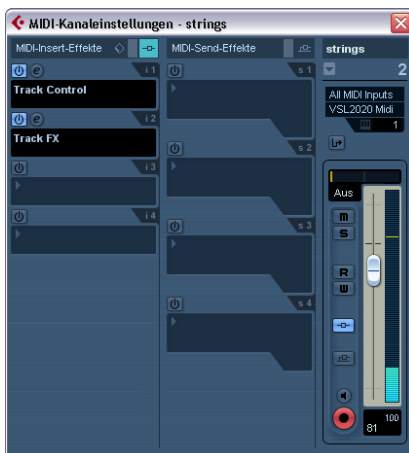 MIDI-Kanaleinstellungen - strings
MIDI-Insert-Effekte
MIDI-Send-Effekte
strings
e i 1
s 1
2
Track Control
All MIDI Inputs
VSL2020 Midi
1
e i 2
Track FX
s 2
i 3
Aus
i 4
s 3
M
S
R
W
s 4
100
81